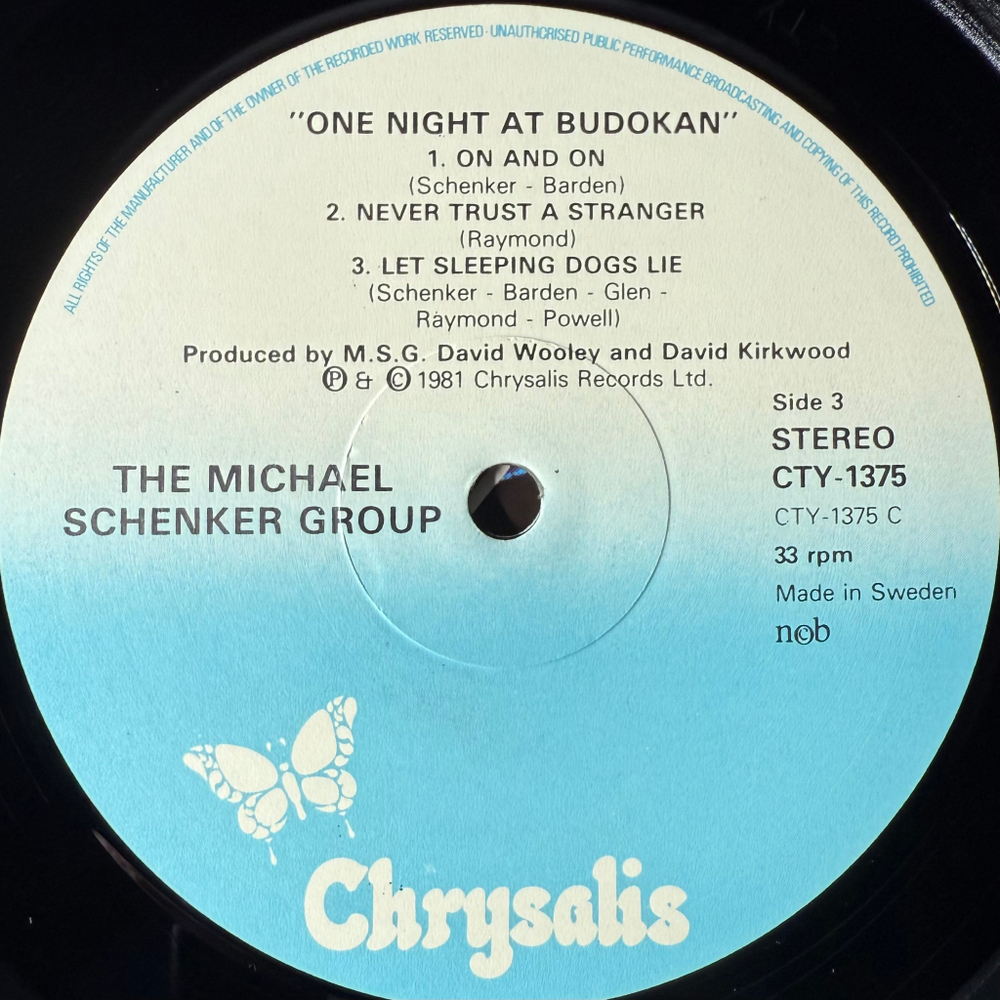 ALL RIGHTS OF THE MANUFACTURER AND OF THE OWNER OF THE RECORDED WORK RESERVED · UNAUTHCRISED PUBLIC PERFORMANCE BROADCASTING AND COPYING OF THIS RECORD PROHIBITED
"ONE NIGHT AT BUDOKAN"
1. ON AND ON
(Schenker - Barden)
2. NEVER TRUST A STRANGER
(Raymond)
3. LET SLEEPING DOGS LIE
(Schenker - Barden - Glen -
Raymond - Powell)
Produced by M.S.G. David Wooley and David Kirkwood
Ⓟ & © 1981 Chrysalis Records Ltd.
Side 3
STEREO
CTY-1375
CTY-1375 C
33 rpm
Made in Sweden
n©b
THE MICHAEL
SCHENKER GROUP
Chrysalis